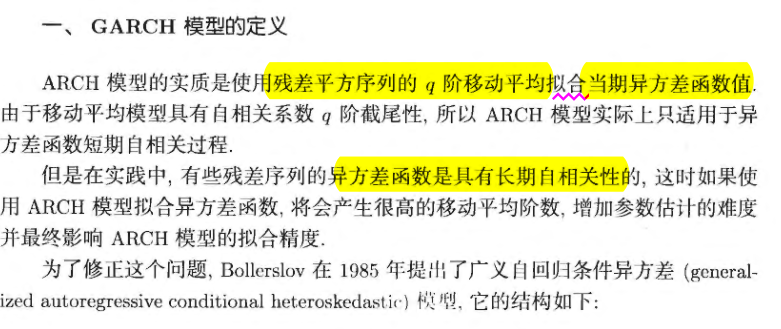 一、 GARCH 模型的定义
ARCH 模型的实质是使用残差平方序列的 q 阶移动平均拟合当期异方差函数值.
由于移动平均模型具有自相关系数 q 阶截尾性, 所以 ARCH 模型实际上只适用于异
方差函数短期自相关过程.
但是在实践中, 有些残差序列的异方差函数是具有长期自相关性的, 这时如果使
用 ARCH 模型拟合异方差函数, 将会产生很高的移动平均阶数, 增加参数估计的难度
并最终影响 ARCH 模型的拟合精度.
为了修正这个问题, Bollerslov 在 1985 年提出了广义自回归条件异方差 (general-
ized autoregressive conditional heteroskedastic) 模型, 它的结构如下: